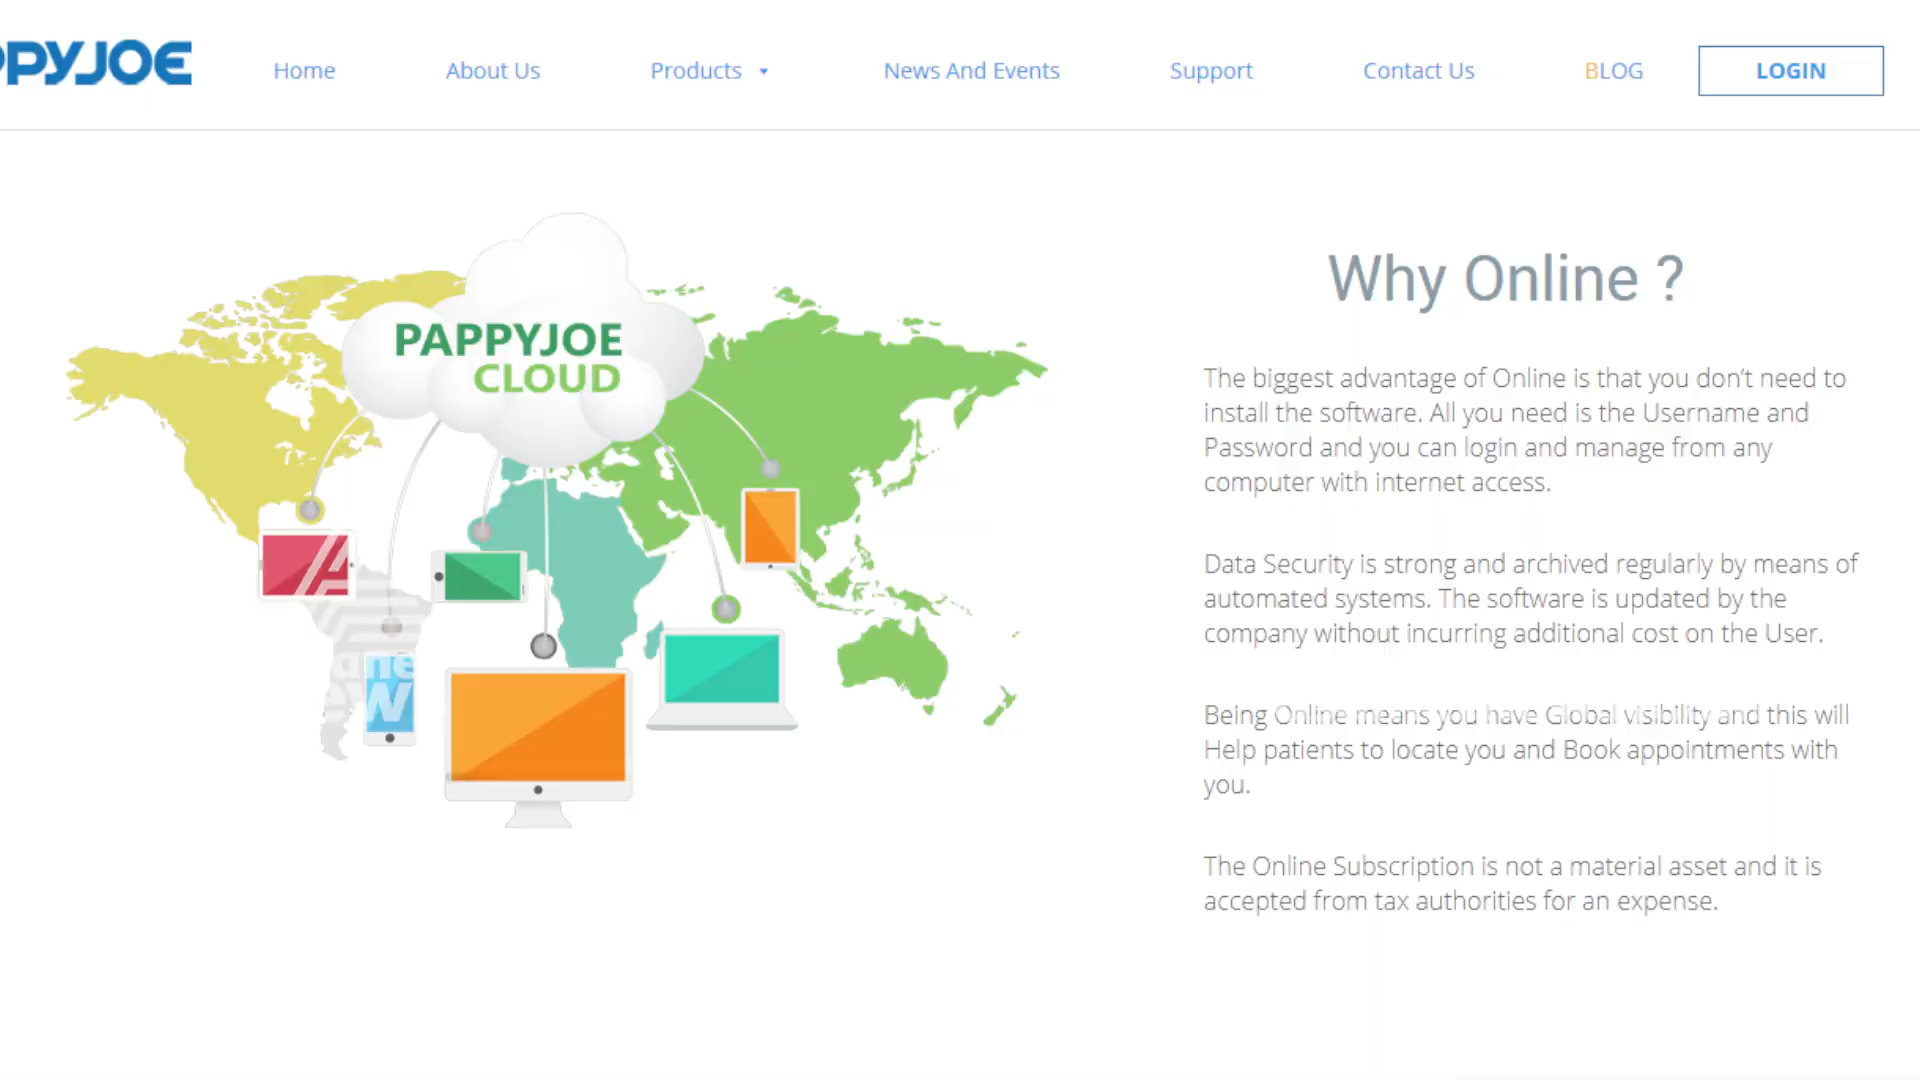 PPYJOE
Home
About Us
Products
News And Events
Support
Contact Us
BLOG
LOGIN
PAPPYJOE
CLOUD
Why Online ?
The biggest advantage of Online is that you don't need to
install the software. All you need is the Username and
Password and you can login and manage from any
computer with internet access.
Data Security is strong and archived regularly by means of
automated systems. The software is updated by the
company without incurring additional cost on the User.
Being Online means you have Global visibility and this will
Help patients to locate you and Book appointments with
you.
The Online Subscription is not a material asset and it is
accepted from tax authorities for an expense.